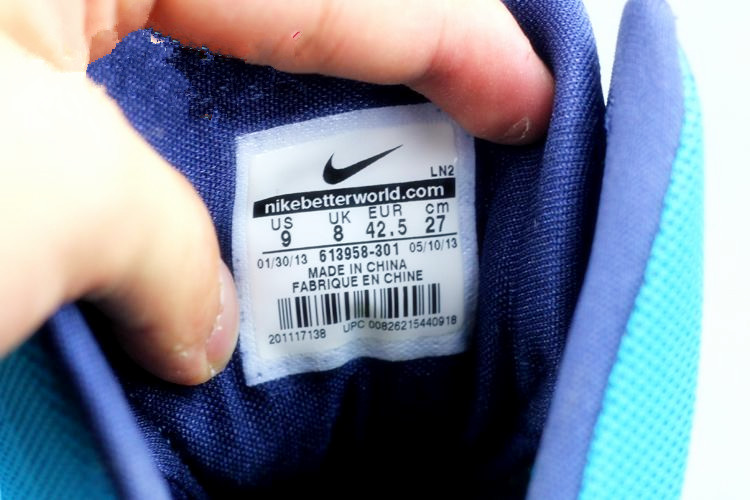 LN2
nikebetterworld.com
US UK EUR cm
9 8 42.5 27
01/30/13 613958-301 05/10/13
MADE IN CHINA
FABRIQUE EN CHINE
201117138 UPC 00826215440918